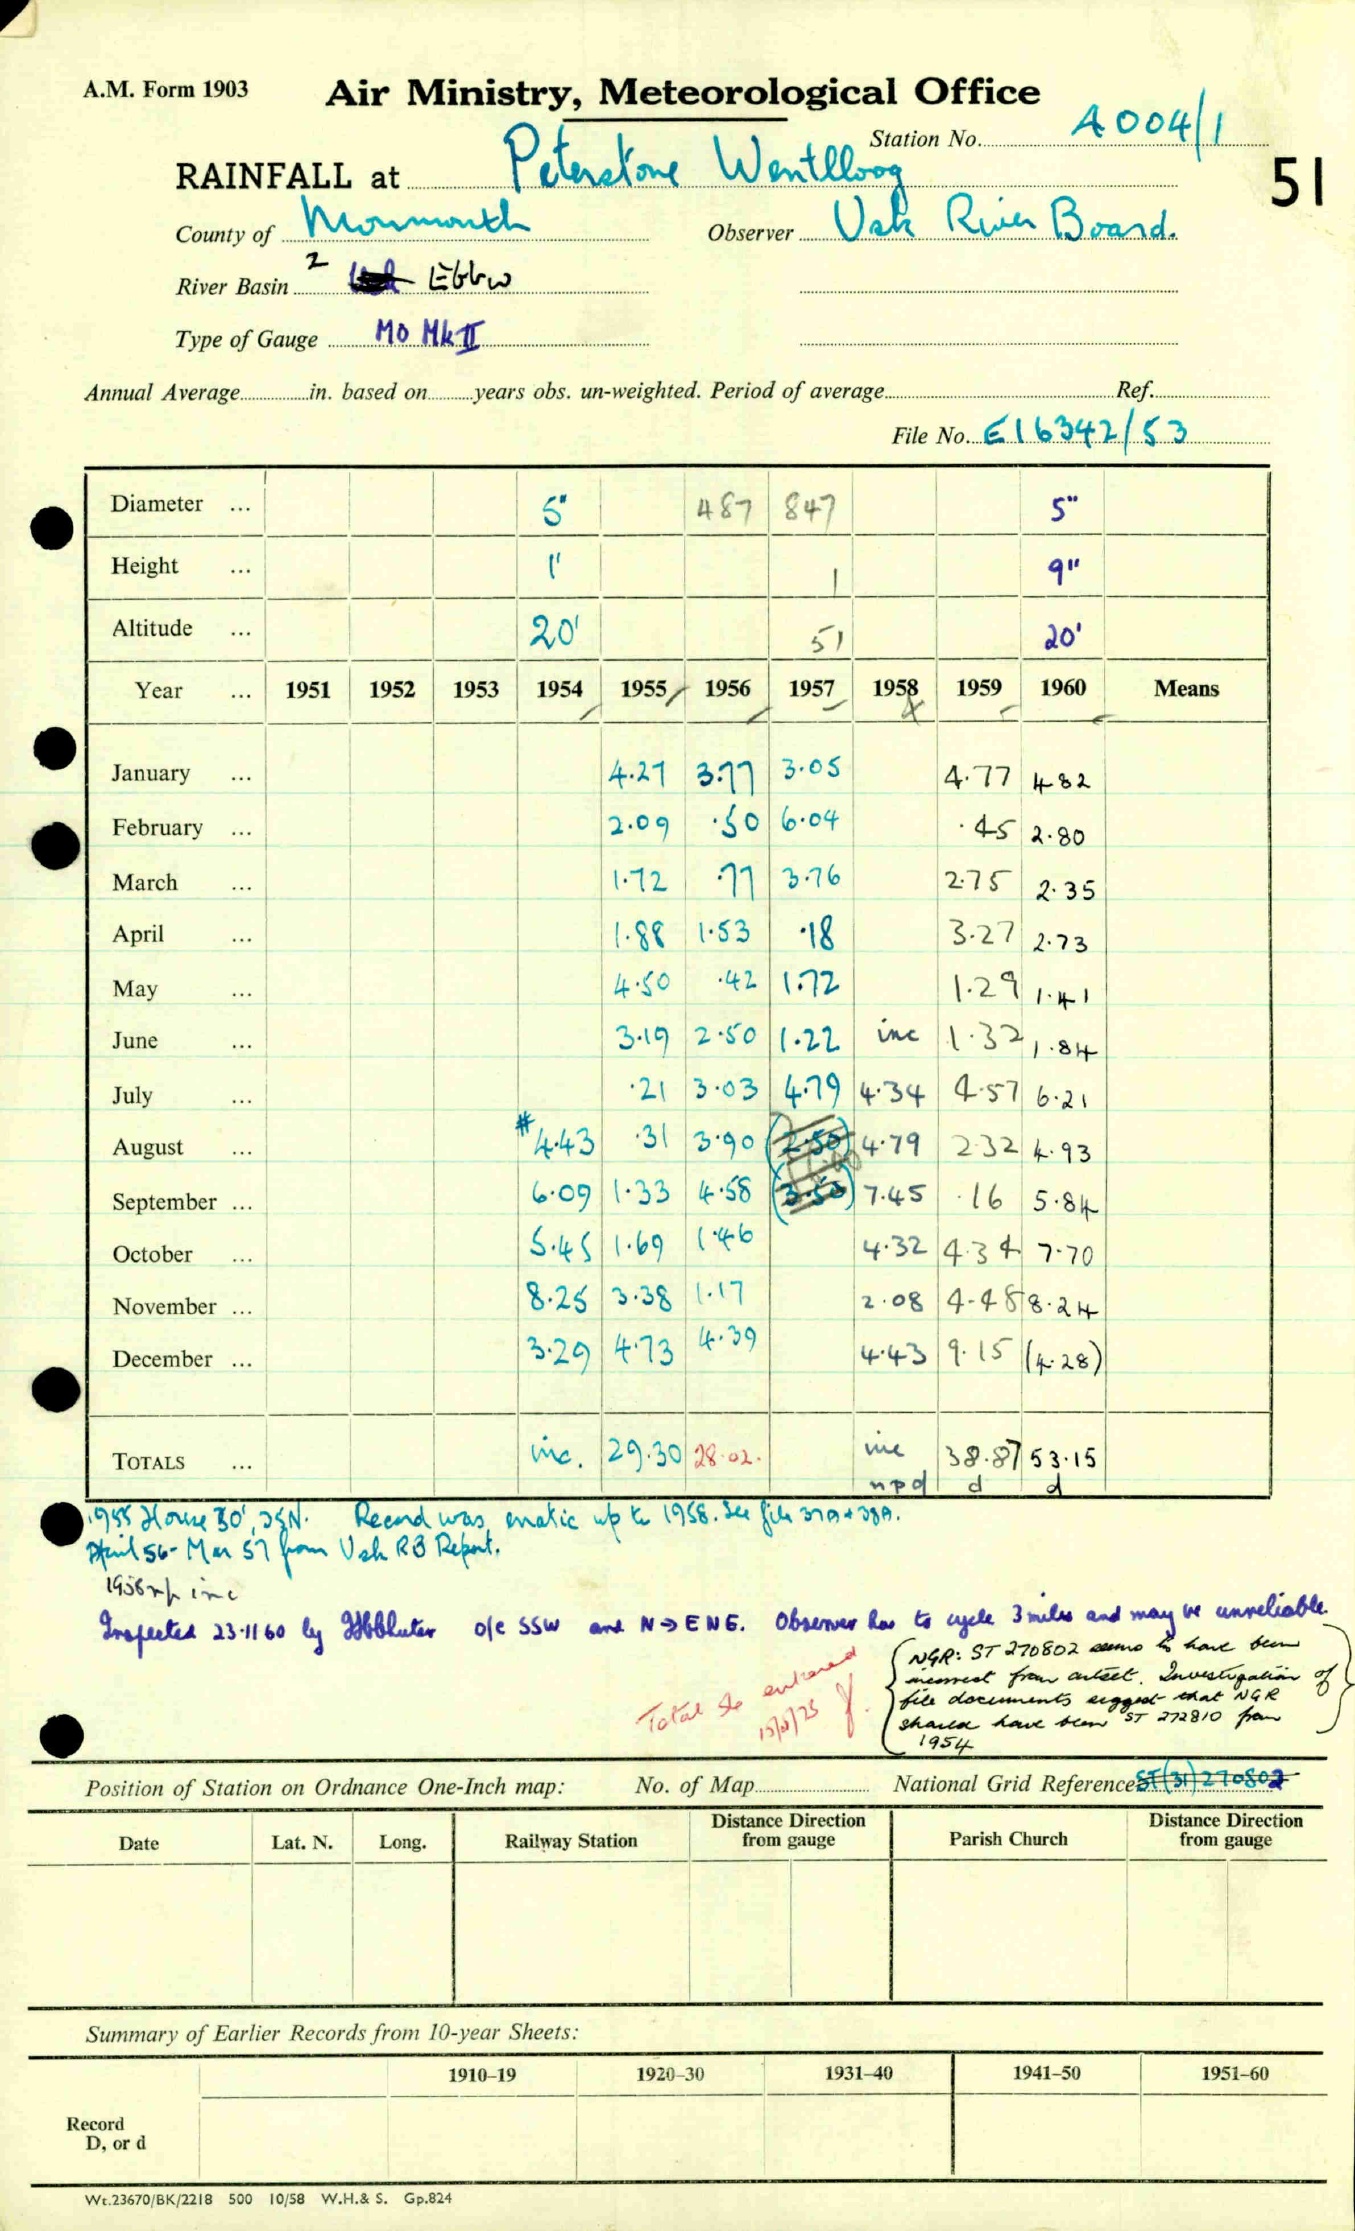 A.M. Form 1903
Air Ministry, Meteorological Office
Station No. A004/1
51
RAINFALL at Peterstone Wentlloog
County of Monmouth Observer Usk River Board.
River Basin 2 Ebbw
Type of Gauge MO Mk II
Annual Average in. based on years obs. un-weighted. Period of average Ref.
File No. E16342/53
Diameter ... 5" 487 847 5"
Height ... 1' 1 9"
Altitude ... 20' 51 20'
Year ... 1951 1952 1953 1954 1955 1956 1957 1958 1959 1960 Means
January ... 4.27 3.77 3.05 4.77 4.82
February ... 2.09 .50 6.04 .45 2.80
March ... 1.72 .77 3.76 2.75 2.35
April ... 1.88 1.53 .18 3.27 2.73
May ... 4.50 .42 1.72 1.29 1.41
June ... 3.19 2.50 1.22 inc 1.32 1.84
July ... .21 3.03 4.79 4.34 4.57 6.21
August ... # 4.43 .31 3.90 (2.50) 4.79 2.32 4.93
September ... 6.09 1.33 4.58 (3.50) 7.45 .16 5.84
October ... 5.45 1.69 1.46 4.32 4.34 7.70
November ... 8.25 3.38 1.17 2.08 4.48 8.24
December ... 3.29 4.73 4.39 4.43 9.15 (4.28)
TOTALS ... inc. 29.30 28.02. inc 38.87 53.15
npd d d
1955 House 30', 25N. Record was erratic up to 1958. See file 37A + 38A.
April 56 - Mar 57 from Usk RB Report.
1958 inc
Inspected 23.11.60 by o/c SSW and N→ENE. Observer has to cycle 3 miles and may be unreliable.
NGR: ST 270802 seems to have been
incorrect from outset. Investigation of
file documents suggest that NGR
should have been ST 272810 from
1954
Total entered
Position of Station on Ordnance One-Inch map: No. of Map National Grid Reference ST(31)270802
Date Lat. N. Long. Railway Station Distance Direction from gauge Parish Church Distance Direction from gauge
Summary of Earlier Records from 10-year Sheets:
1910–19 1920–30 1931–40 1941–50 1951–60
Record
D, or d
Wt.23670/BK/2218 500 10/58 W.H.& S. Gp.824